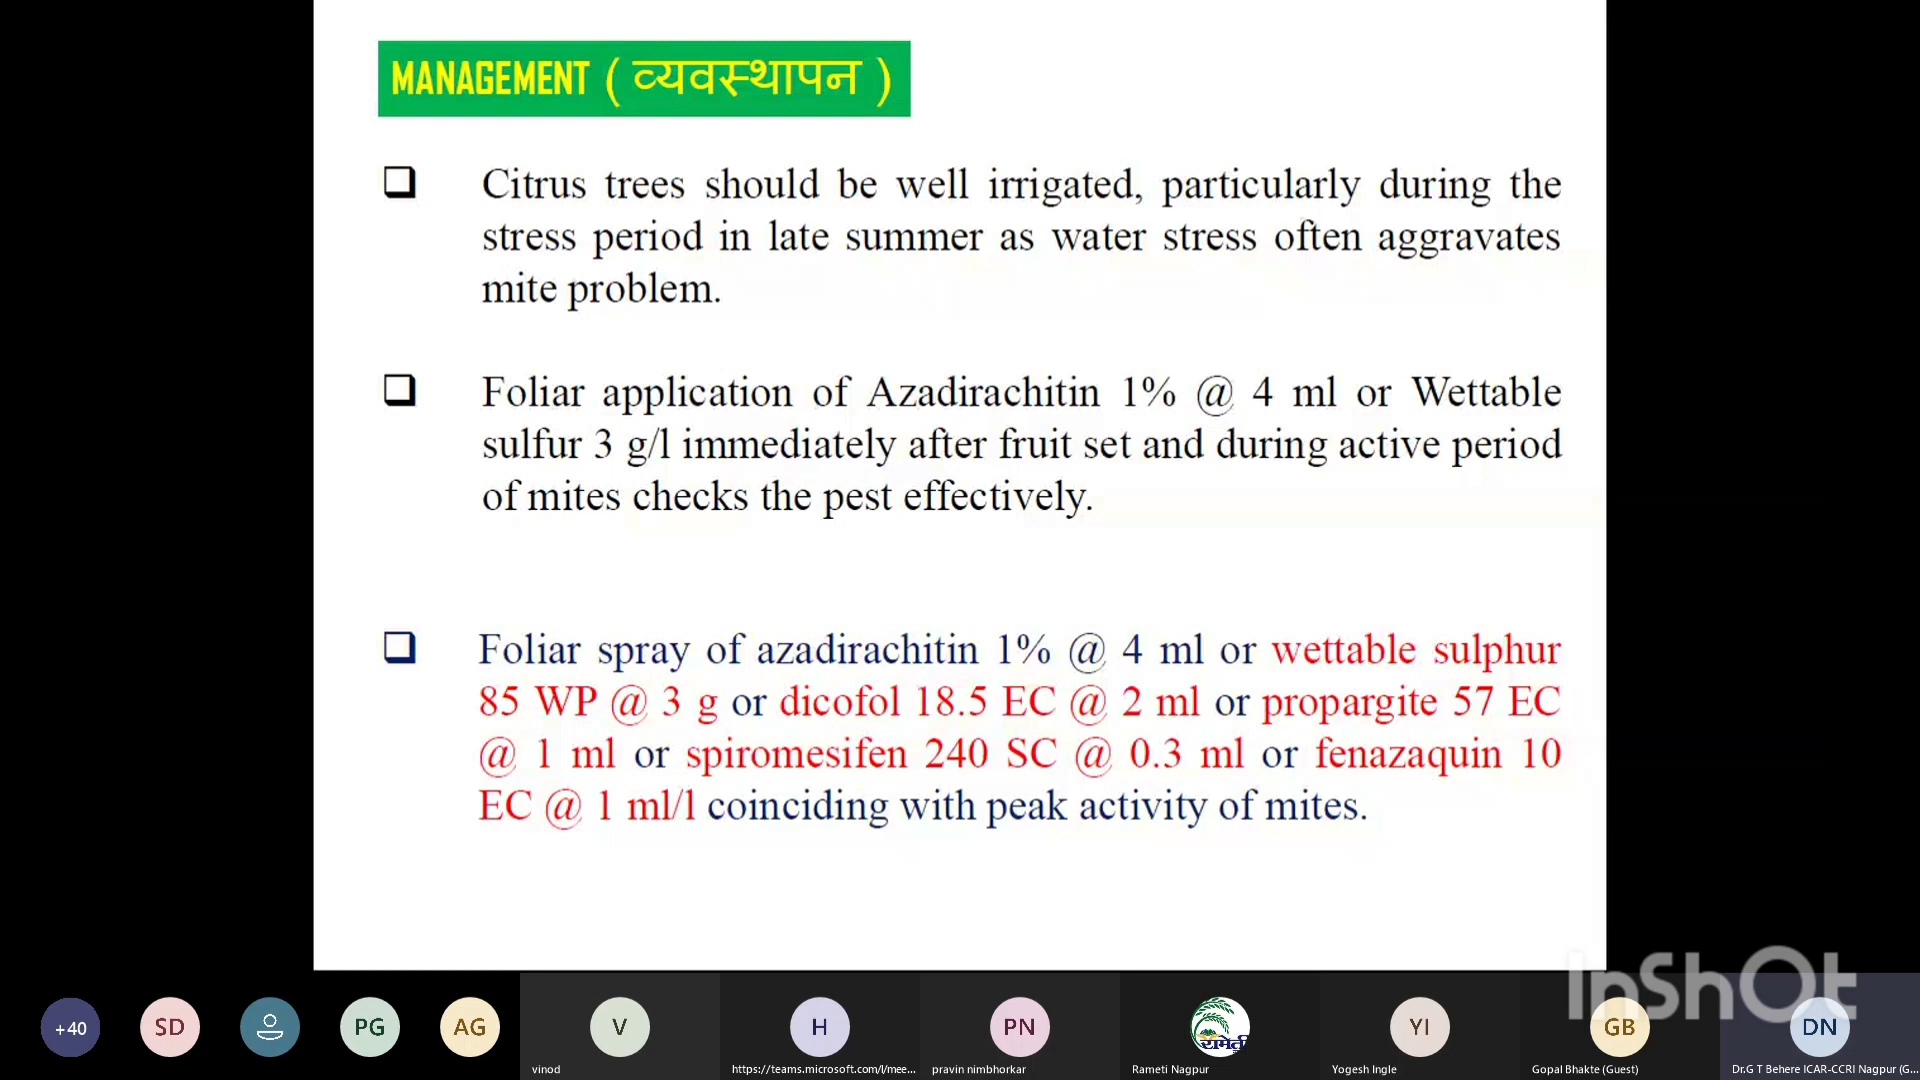 MANAGEMENT ( व्यवस्थापन )
Citrus trees should be well irrigated, particularly during the
stress period in late summer as water stress often aggravates
mite problem.
Foliar application of Azadirachitin 1% @ 4 ml or Wettable
sulfur 3 g/l immediately after fruit set and during active period
of mites checks the pest effectively.
Foliar spray of azadirachitin 1% @ 4 ml or wettable sulphur
85 WP @ 3 g or dicofol 18.5 EC @ 2 ml or propargite 57 EC
@ 1 ml or spiromesifen 240 SC @ 0.3 ml or fenazaquin 10
EC @ 1 ml/l coinciding with peak activity of mites.
InShOt
+40 SD PG AG V H PN रामेती YI GB DN
vinod https://teams.microsoft.com/l/mee... pravin nimbhorkar Rameti Nagpur Yogesh Ingle Gopal Bhakte (Guest) Dr.G T Behere ICAR-CCRI Nagpur (G...